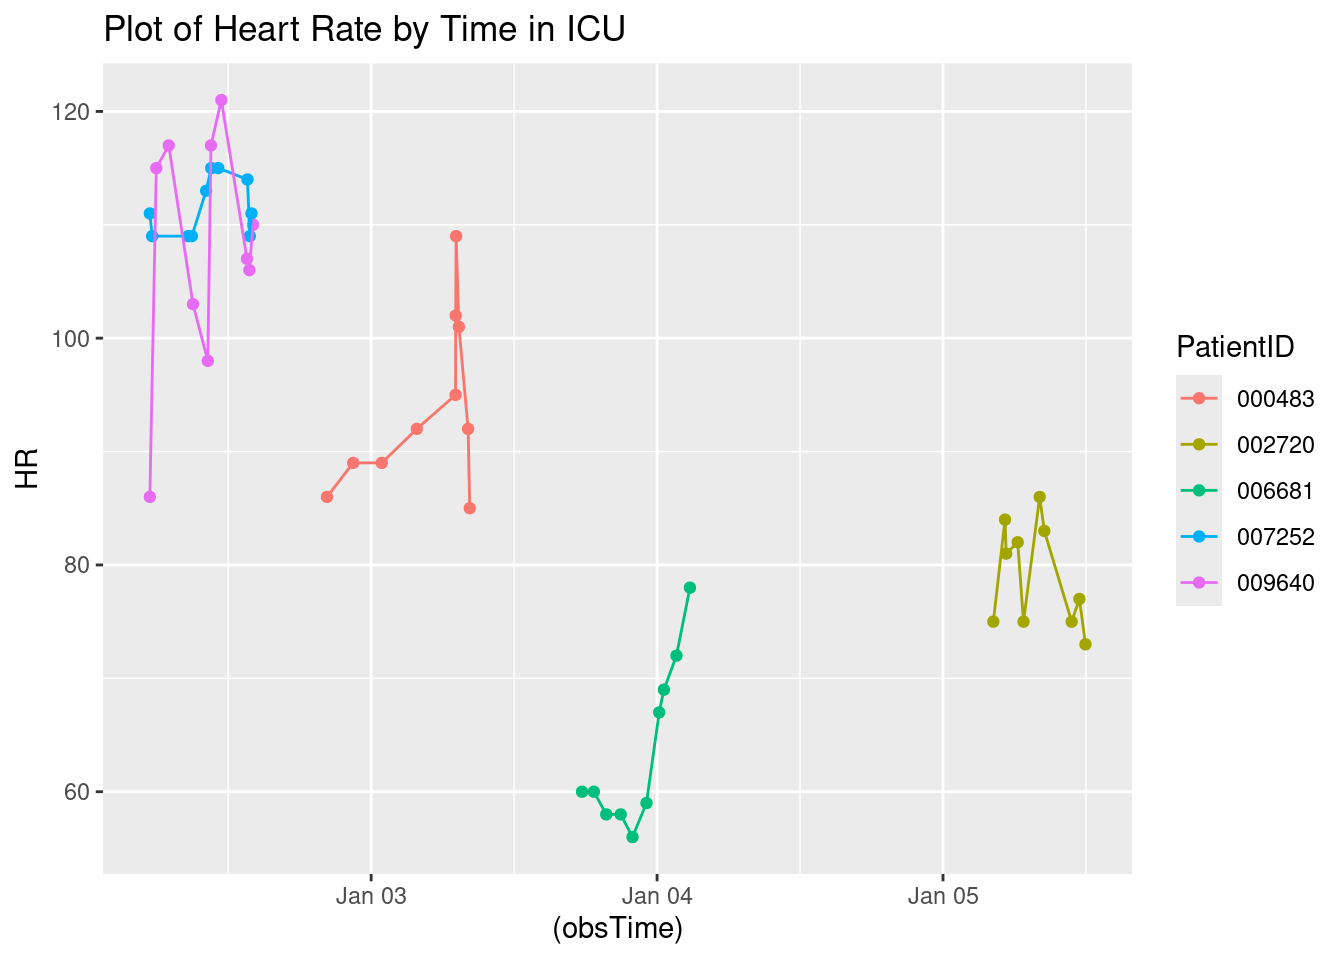 Plot of Heart Rate by Time in ICU
120
100
80
60
HR
Jan 03 Jan 04 Jan 05
(obsTime)
PatientID
000483
002720
006681
007252
009640